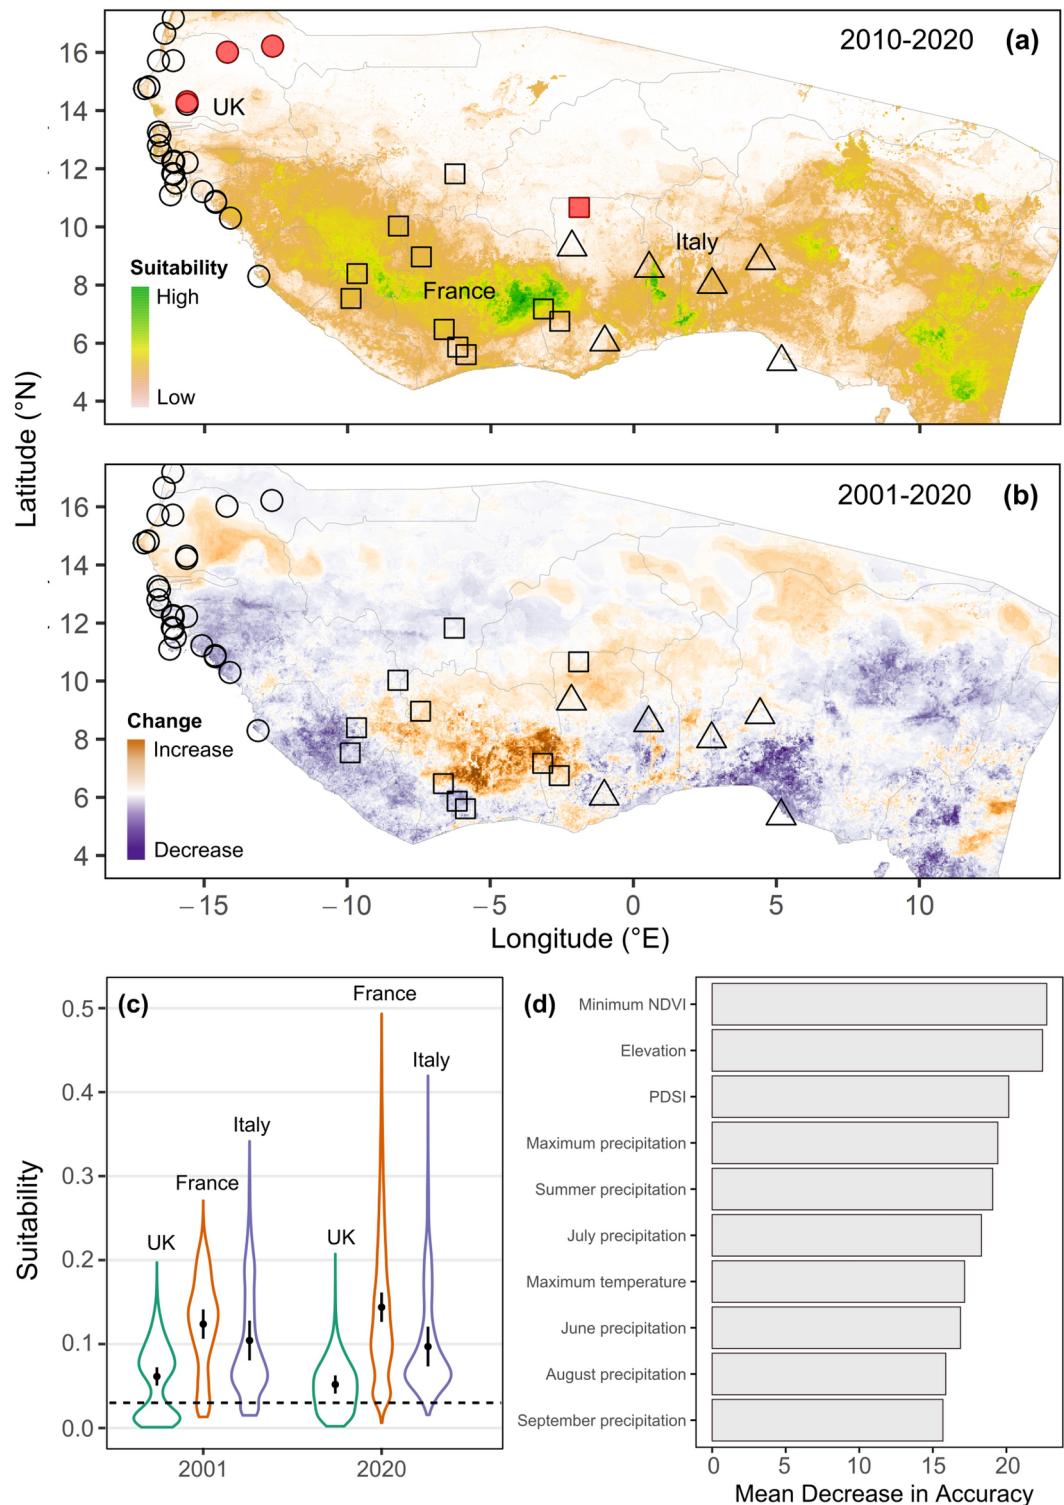 2010-2020 (a)
16
14
12
10
8
6
4
UK
Italy
France
Suitability
High
Low
Latitude (°N)
2001-2020 (b)
16
14
12
10
8
6
4
Change
Increase
Decrease
−15 −10 −5 0 5 10
Longitude (°E)
(c)
Suitability
0.5
0.4
0.3
0.2
0.1
0.0
UK
France
Italy
UK
France
Italy
2001 2020
(d)
Minimum NDVI
Elevation
PDSI
Maximum precipitation
Summer precipitation
July precipitation
Maximum temperature
June precipitation
August precipitation
September precipitation
0 5 10 15 20
Mean Decrease in Accuracy